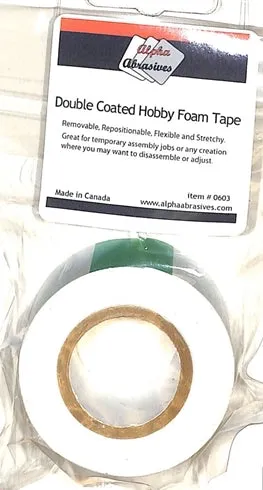 Alpha
Abrasives
Double Coated Hobby Foam Tape
Removable, Repositionable, Flexible and Stretchy.
Great for temporary assembly jobs or any creation
where you may want to disassemble or adjust.
Made in Canada
Item # 0603
www.alphaabrasives.com